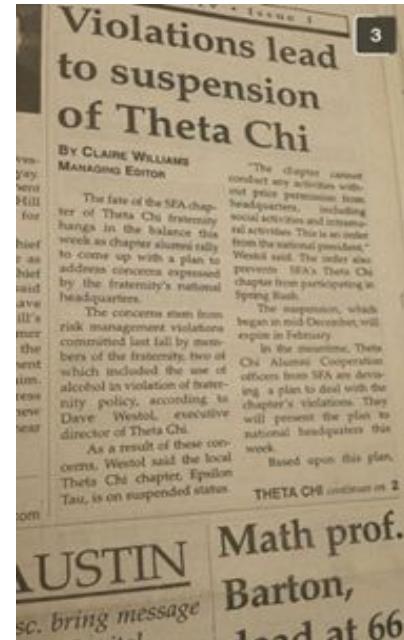 Issue 1
3
Violations lead
to suspension
of Theta Chi
BY CLAIRE WILLIAMS
MANAGING EDITOR
The fate of the SFA chap-
ter of Theta Chi fraternity
hangs in the balance this
week as chapter alumni rally
to come up with a plan to
address concerns expressed
by the fraternity's national
headquarters.
The concerns stem from
risk management violations
committed last fall by mem-
bers of the fraternity, two of
which included the use of
alcohol in violation of frater-
nity policy, according to
Dave Westol, executive
director of Theta Chi.
As a result of these con-
cerns, Westol said the local
Theta Chi chapter, Epsilon
Tau, is on suspended status.
"The chapter cannot
conduct any activities with-
out prior permission from
headquarters, including
social activities and intramu-
ral activities. This is an order
from the national president,"
Westol said. The order also
prevents SFA's Theta Chi
chapter from participating in
Spring Rush.
The suspension, which
began in mid-December, will
expire in February.
In the meantime, Theta
Chi Alumni Cooperation
officers from SFA are devis-
ing a plan to deal with the
chapter's violations. They
will present the plan to
national headquarters this
week.
Based upon this plan,
THETA CHI continues on 2
AUSTIN
sc. bring message
Math prof.
Barton,
dead at 66